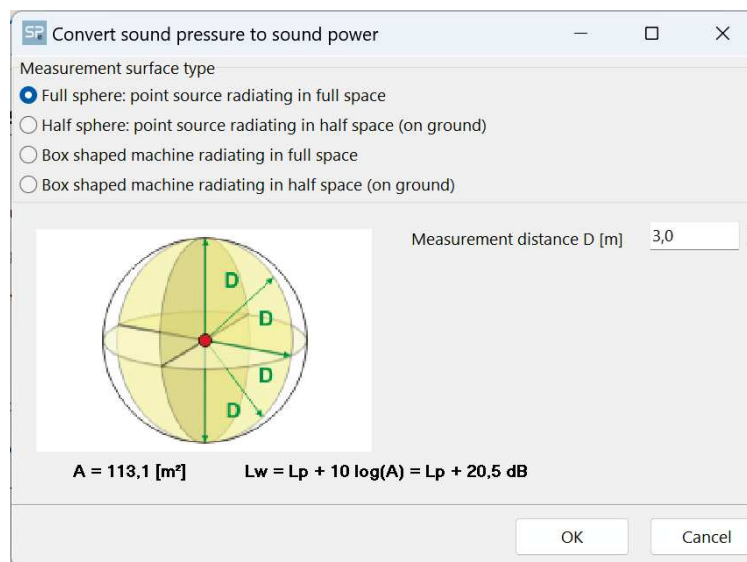 SP
Convert sound pressure to sound power
Measurement surface type
Full sphere: point source radiating in full space
Half sphere: point source radiating in half space (on ground)
Box shaped machine radiating in full space
Box shaped machine radiating in half space (on ground)
Measurement distance D [m] 3,0
D
D
D
D
A = 113,1 [m²] Lw = Lp + 10 log(A) = Lp + 20,5 dB
OK Cancel